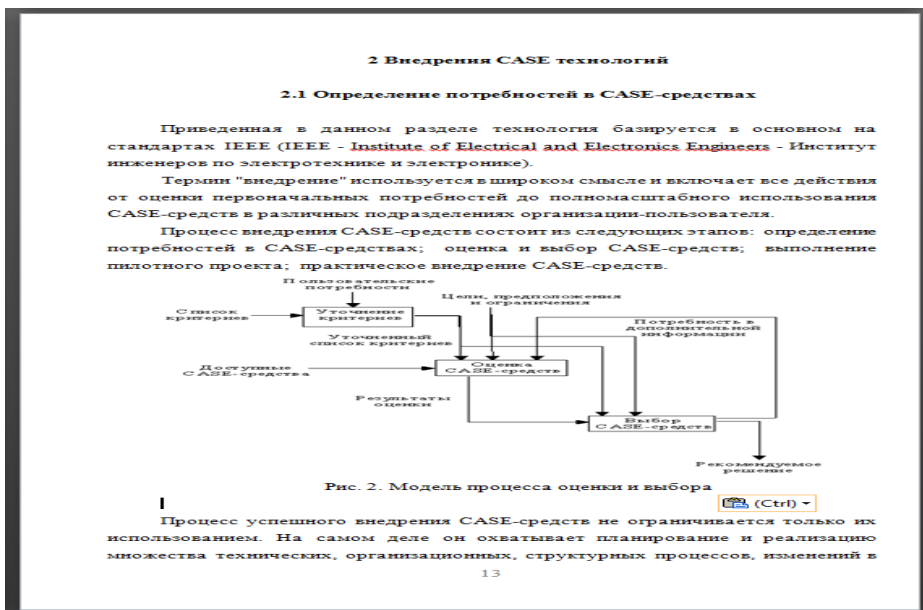 2 Внедрения CASE технологий
2.1 Определение потребностей в CASE-средствах
Приведенная в данном разделе технология базируется в основном на
стандартах IEEE (IEEE - Institute of Electrical and Electronics Engineers - Институт
инженеров по электротехнике и электронике).
Термин "внедрение" используется в широком смысле и включает все действия
от оценки первоначальных потребностей до полномасштабного использования
CASE-средств в различных подразделениях организации-пользователя.
Процесс внедрения CASE-средств состоит из следующих этапов: определение
потребностей в CASE-средствах; оценка и выбор CASE-средств; выполнение
пилотного проекта; практическое внедрение CASE-средств.
Пользовательские
потребности
Цели, предположения
и ограничения
Список
критериев
Уточнение
критериев
Потребность в
дополнительной
информации
Уточненный
список критериев
Доступные
CASE-средства
Оценка
CASE-средств
Результаты
оценки
Выбор
CASE-средств
Рекомендуемое
решение
Рис. 2. Модель процесса оценки и выбора
(Ctrl)
Процесс успешного внедрения CASE-средств не ограничивается только их
использованием. На самом деле он охватывает планирование и реализацию
множества технических, организационных, структурных процессов, изменений в
13